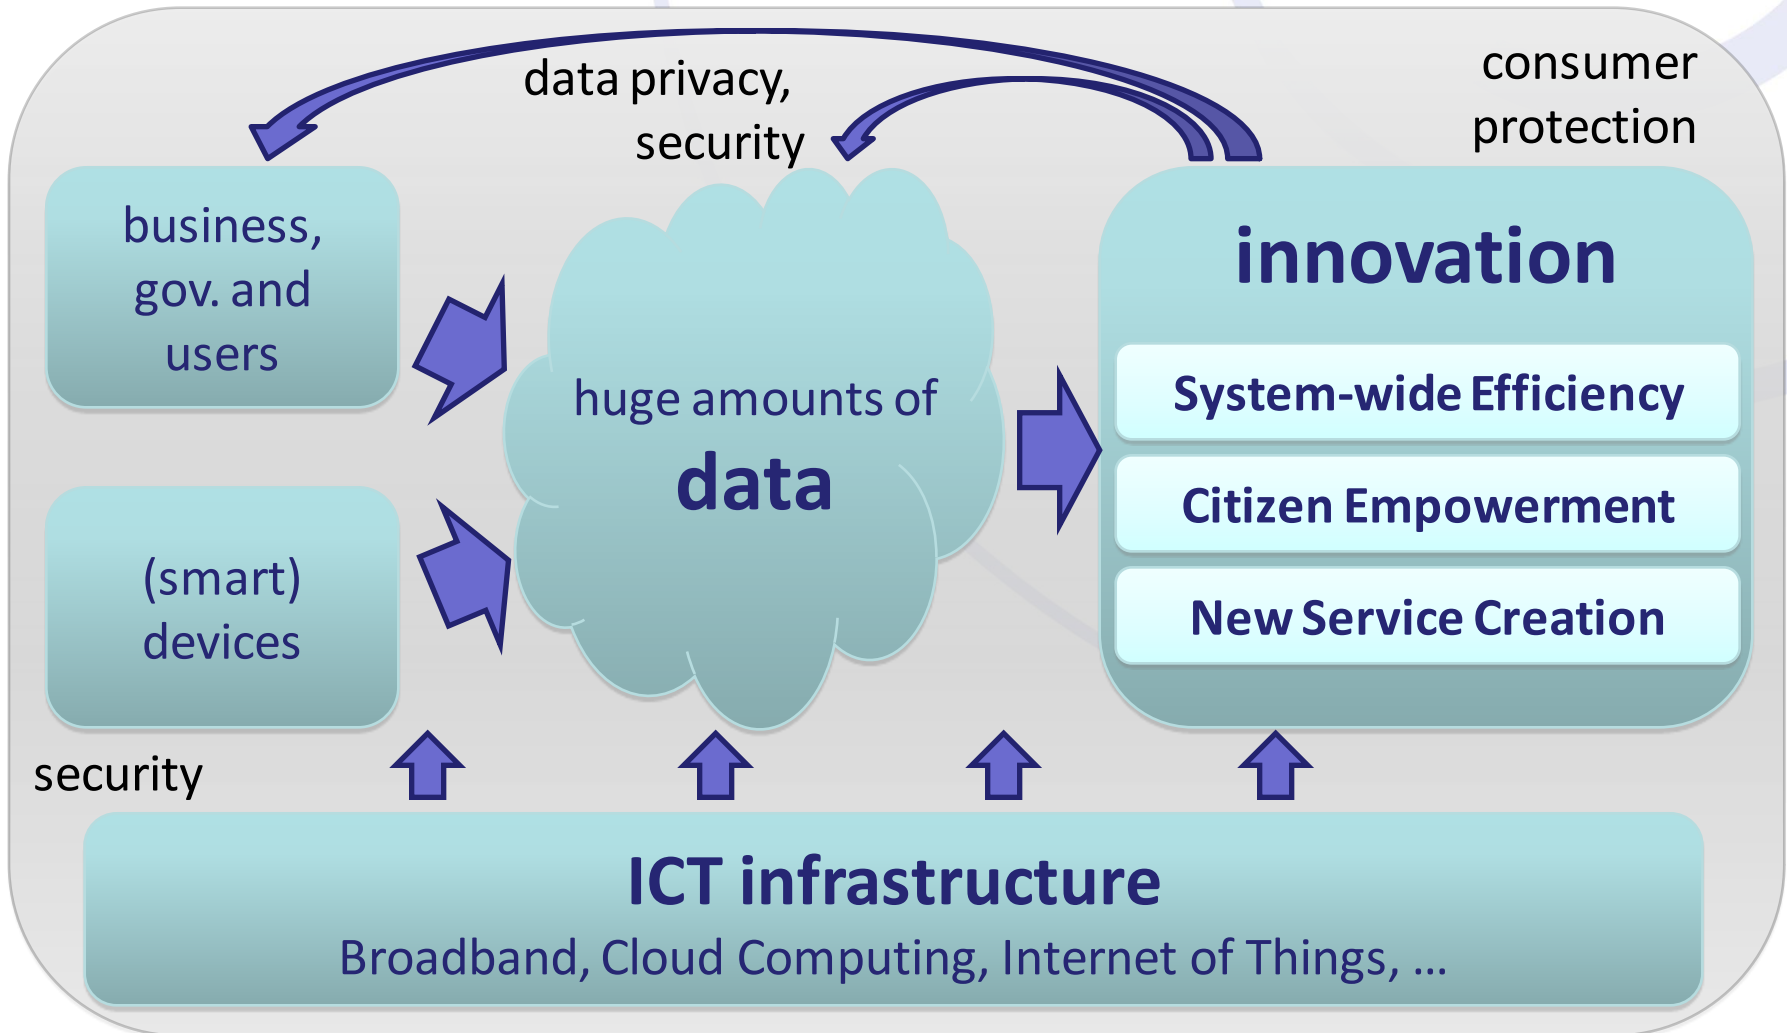 data privacy,
security
consumer
protection
business,
gov. and
users
(smart)
devices
huge amounts of
data
innovation
System-wide Efficiency
Citizen Empowerment
New Service Creation
security
ICT infrastructure
Broadband, Cloud Computing, Internet of Things, ...